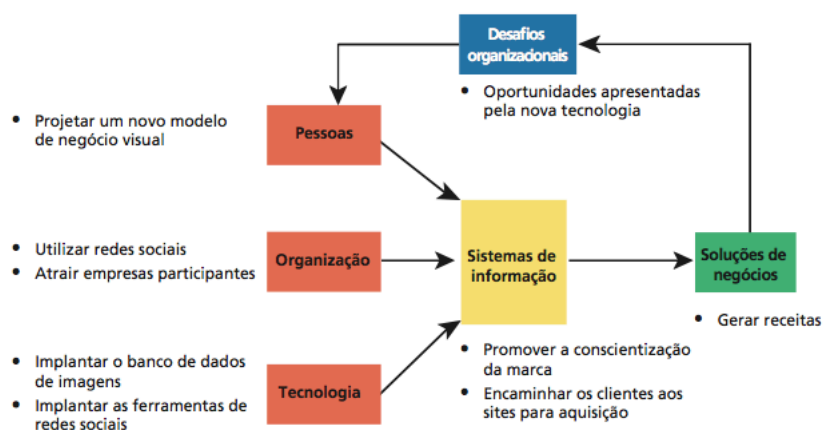 Desafios
organizacionais
• Oportunidades apresentadas
pela nova tecnologia
• Projetar um novo modelo
de negócio visual
Pessoas
• Utilizar redes sociais
• Atrair empresas participantes
Organização
Sistemas de
informação
Soluções de
negócios
• Gerar receitas
• Implantar o banco de dados
de imagens
• Implantar as ferramentas de
redes sociais
Tecnologia
• Promover a conscientização
da marca
• Encaminhar os clientes aos
sites para aquisição